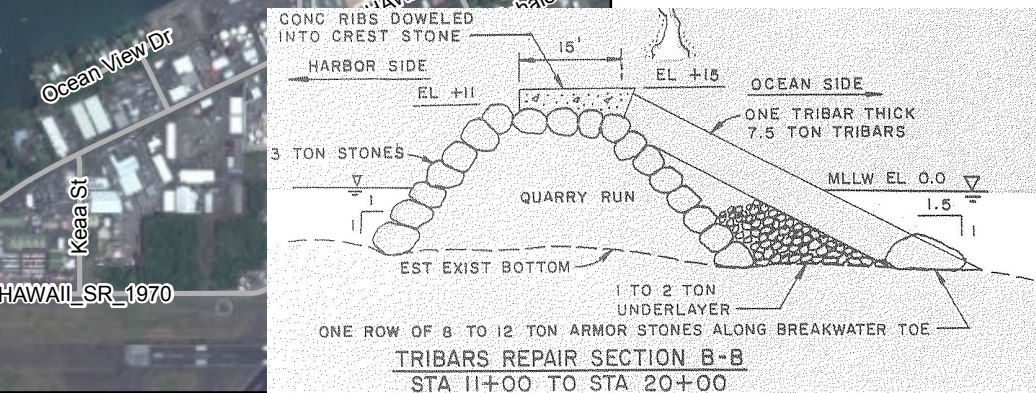 Ocean View Dr
Keaa St
HAWAII_SR_1970
CONC RIBS DOWELED
INTO CREST STONE
15'
HARBOR SIDE
EL +11
EL +15
OCEAN SIDE
ONE TRIBAR THICK
7.5 TON TRIBARS
3 TON STONES
MLLW EL 0.0
QUARRY RUN
1
1
1.5
1
EST EXIST BOTTOM
1 TO 2 TON
UNDERLAYER
ONE ROW OF 8 TO 12 TON ARMOR STONES ALONG BREAKWATER TOE
TRIBARS REPAIR SECTION B-B
STA 11+00 TO STA 20+00